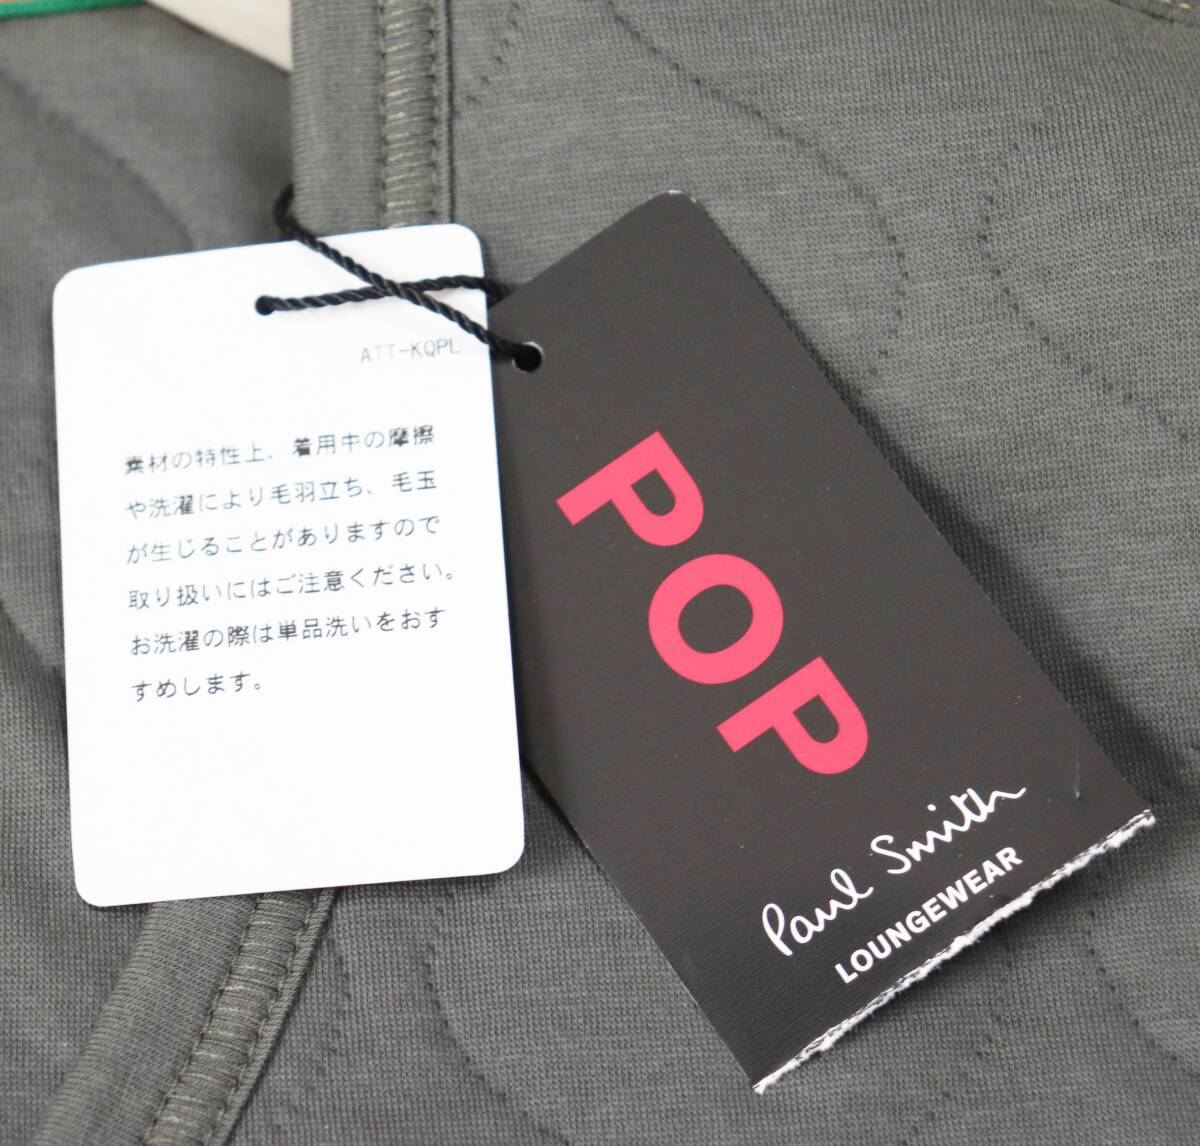 ATT-KQPL
素材の特性上、着用中の摩擦
や洗濯により毛羽立ち、毛玉
が生じることがありますので
取り扱いにはご注意ください。
お洗濯の際は単品洗いをおす
すめします。
POP
Paul Smith
LOUNGEWEAR